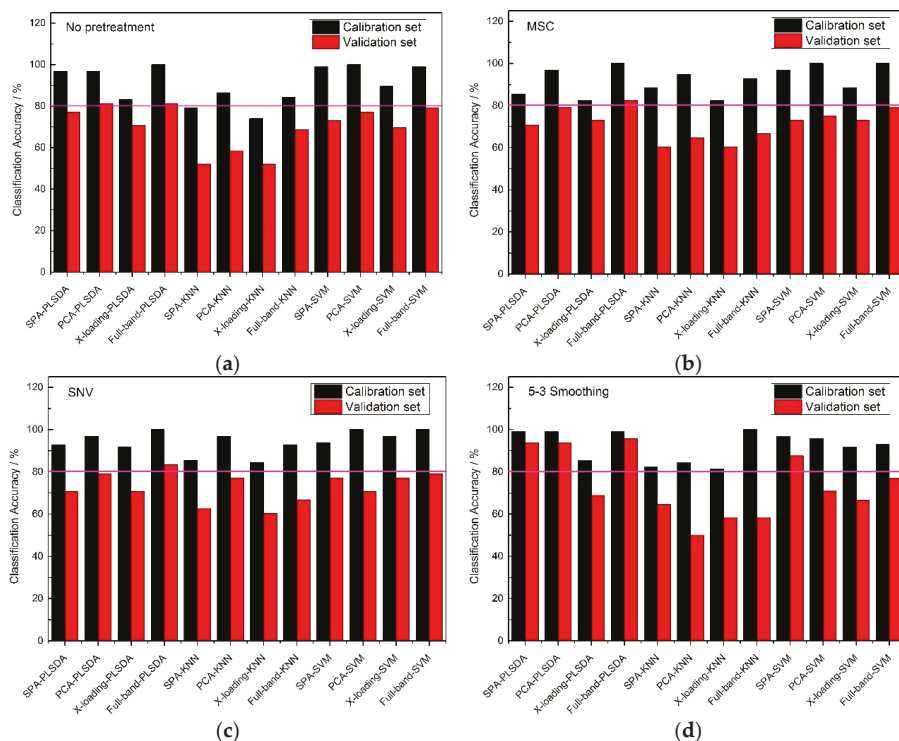 No pretreatment
Calibration set
Validation set
Classification Accuracy / %
120
100
80
60
40
20
0
SPA-PLSDA
PCA-PLSDA
X-loading-PLSDA
Full-band-PLSDA
SPA-KNN
PCA-KNN
X-loading-KNN
Full-band-KNN
SPA-SVM
PCA-SVM
X-loading-SVM
Full-band-SVM
(a)
MSC
Calibration set
Validation set
Classification Accuracy / %
120
100
80
60
40
20
0
SPA-PLSDA
PCA-PLSDA
X-loading-PLSDA
Full-band-PLSDA
SPA-KNN
PCA-KNN
X-loading-KNN
Full-band-KNN
SPA-SVM
PCA-SVM
X-loading-SVM
Full-band-SVM
(b)
SNV
Calibration set
Validation set
Classification Accuracy / %
120
100
80
60
40
20
0
SPA-PLSDA
PCA-PLSDA
X-loading-PLSDA
Full-band-PLSDA
SPA-KNN
PCA-KNN
X-loading-KNN
Full-band-KNN
SPA-SVM
PCA-SVM
X-loading-SVM
Full-band-SVM
(c)
5-3 Smoothing
Calibration set
Validation set
Classification Accuracy / %
120
100
80
60
40
20
0
SPA-PLSDA
PCA-PLSDA
X-loading-PLSDA
Full-band-PLSDA
SPA-KNN
PCA-KNN
X-loading-KNN
Full-band-KNN
SPA-SVM
PCA-SVM
X-loading-SVM
Full-band-SVM
(d)